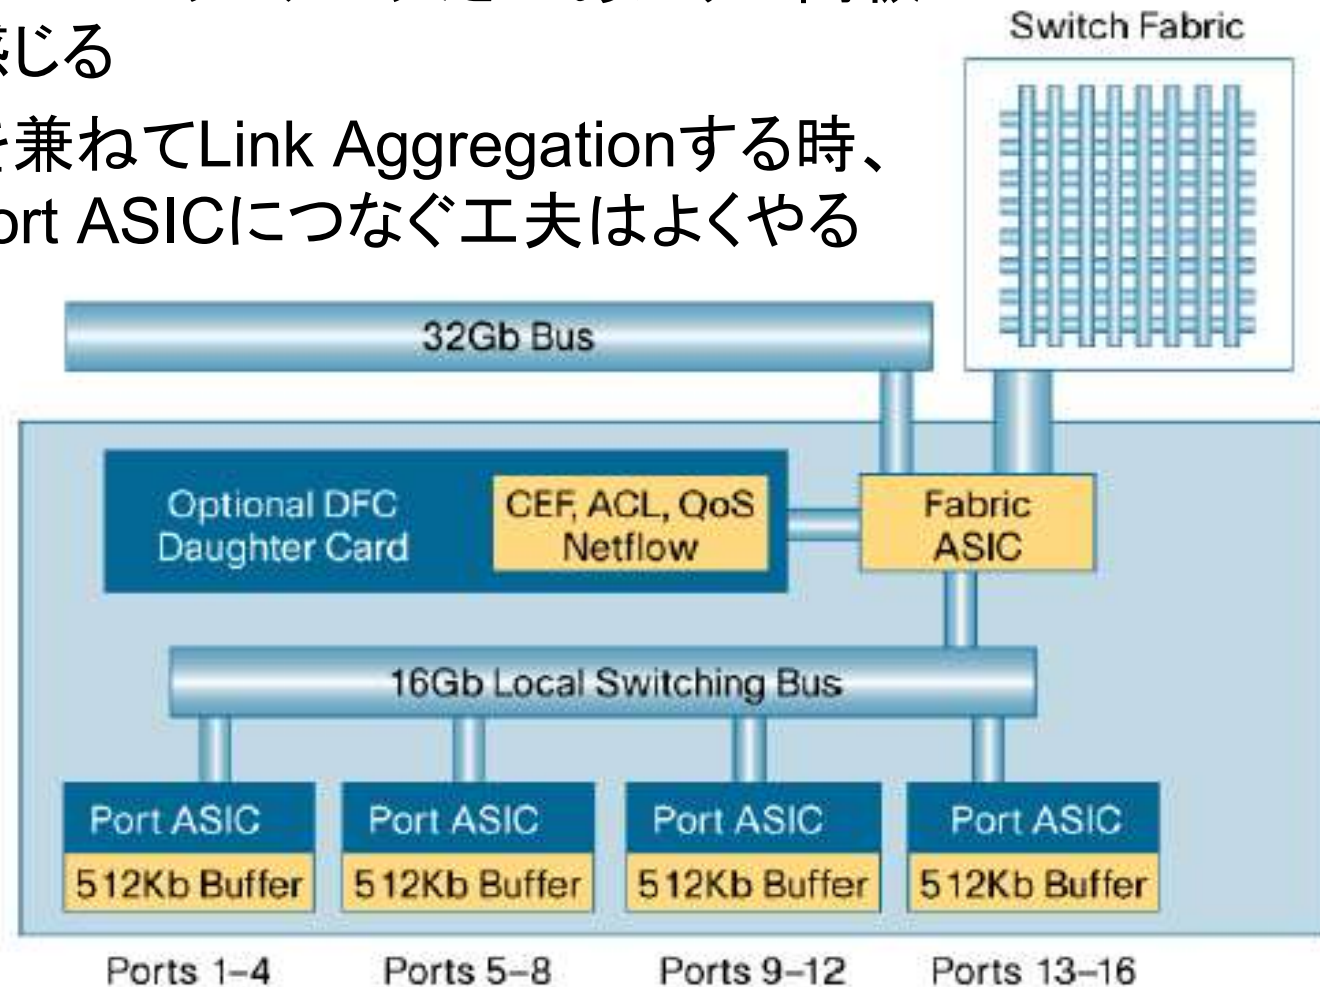 感じる
を兼ねてLink Aggregationする時、
ort ASICにつなぐ工夫はよくやる
Switch Fabric
32Gb Bus
Optional DFC
Daughter Card
CEF, ACL, QoS
Netflow
Fabric
ASIC
16Gb Local Switching Bus
Port ASIC
512Kb Buffer
Port ASIC
512Kb Buffer
Port ASIC
512Kb Buffer
Port ASIC
512Kb Buffer
Ports 1–4
Ports 5–8
Ports 9–12
Ports 13–16